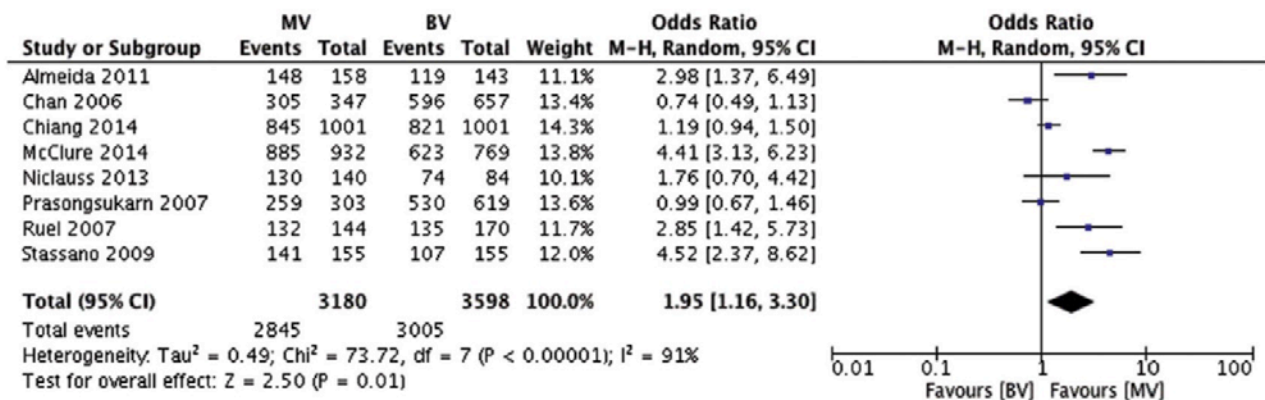 MV BV Odds Ratio Odds Ratio
Study or Subgroup Events Total Events Total Weight M-H, Random, 95% CI M-H, Random, 95% CI
Almeida 2011 148 158 119 143 11.1% 2.98 [1.37, 6.49]
Chan 2006 305 347 596 657 13.4% 0.74 [0.49, 1.13]
Chiang 2014 845 1001 821 1001 14.3% 1.19 [0.94, 1.50]
McClure 2014 885 932 623 769 13.8% 4.41 [3.13, 6.23]
Niclauss 2013 130 140 74 84 10.1% 1.76 [0.70, 4.42]
Prasongsukarn 2007 259 303 530 619 13.6% 0.99 [0.67, 1.46]
Ruel 2007 132 144 135 170 11.7% 2.85 [1.42, 5.73]
Stassano 2009 141 155 107 155 12.0% 4.52 [2.37, 8.62]
Total (95% CI) 3180 3598 100.0% 1.95 [1.16, 3.30]
Total events 2845 3005
Heterogeneity: Tau² = 0.49; Chi² = 73.72, df = 7 (P < 0.00001); I² = 91%
Test for overall effect: Z = 2.50 (P = 0.01)
0.01 0.1 1 10 100
Favours [BV] Favours [MV]